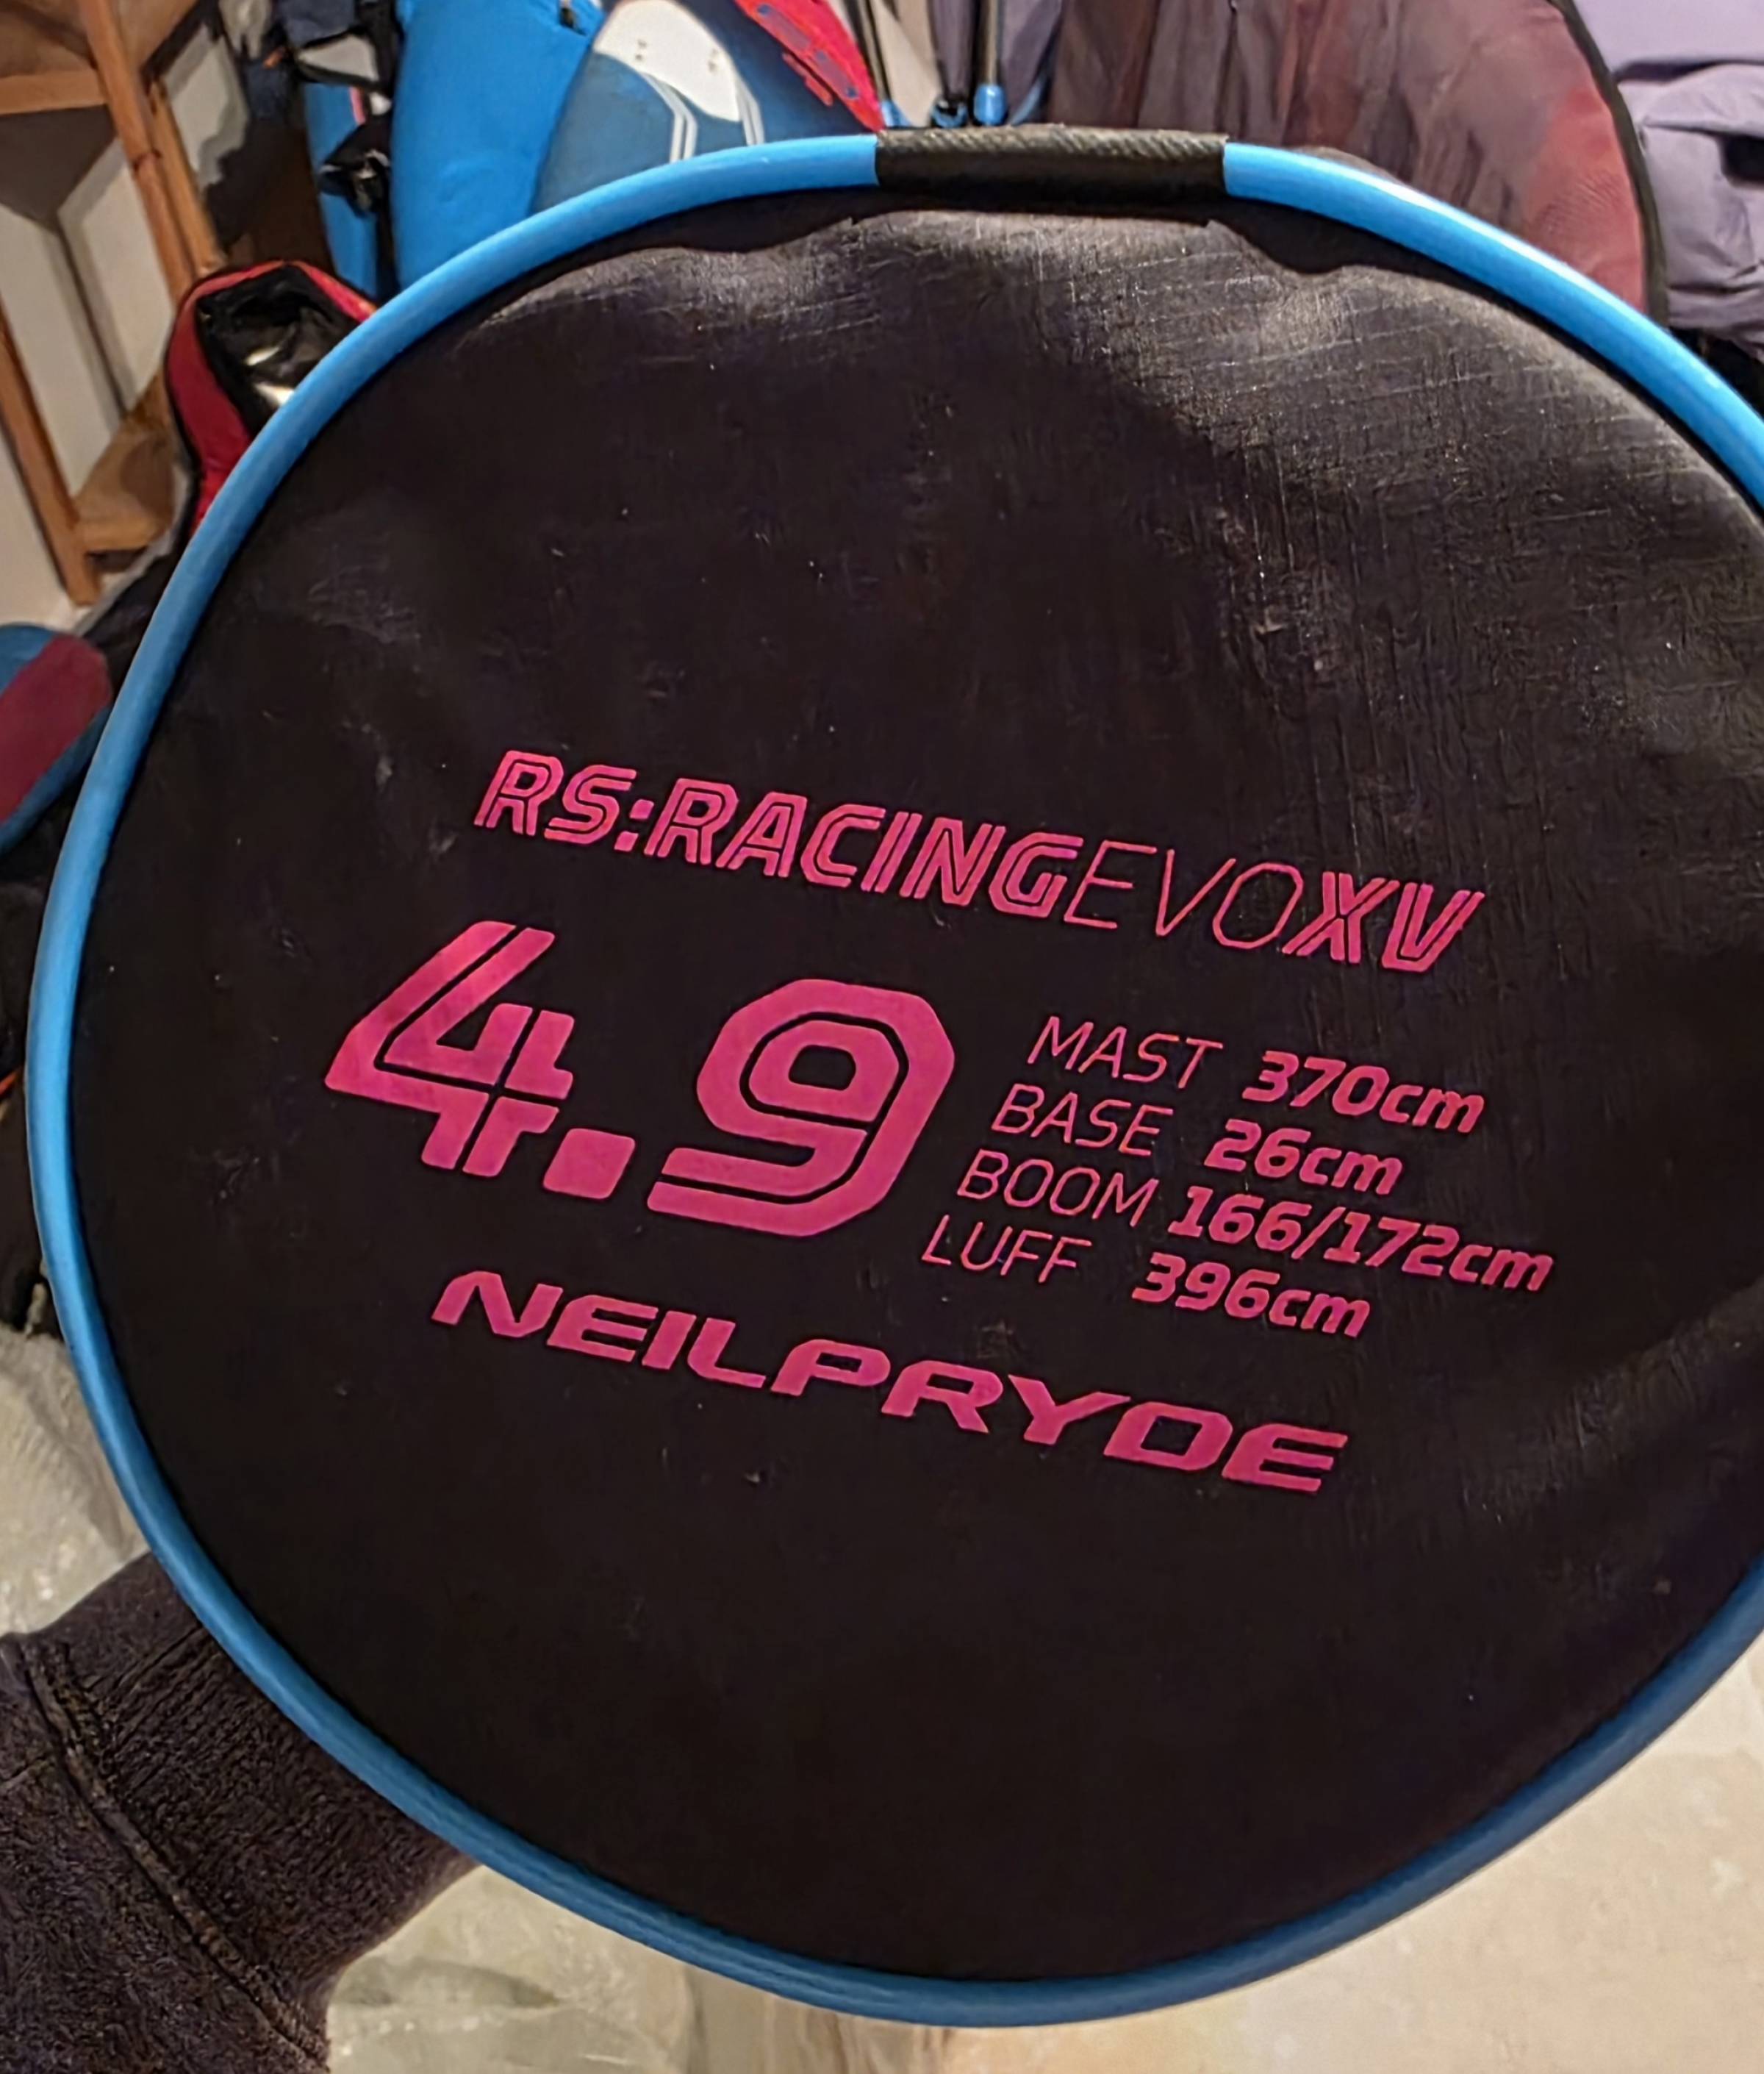 RS:RACINGEVOXV
4.9
MAST 370cm
BASE 26cm
BOOM 166/172cm
LUFF 396cm
NEILPRYDE